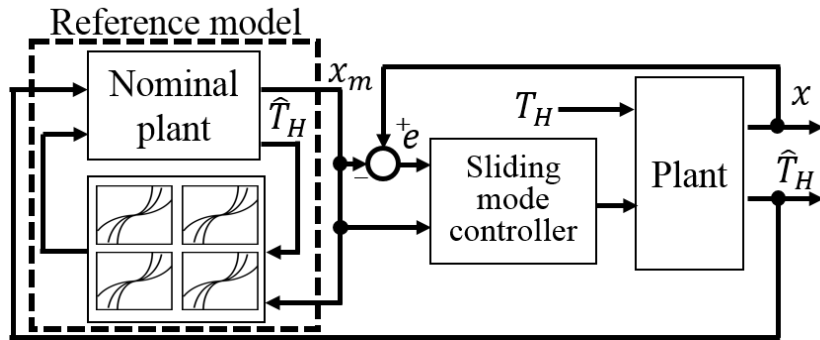 Reference model
Nominal
plant
x_m
T̂_H
e
+
−
T_H
Sliding
mode
controller
Plant
x
T̂_H